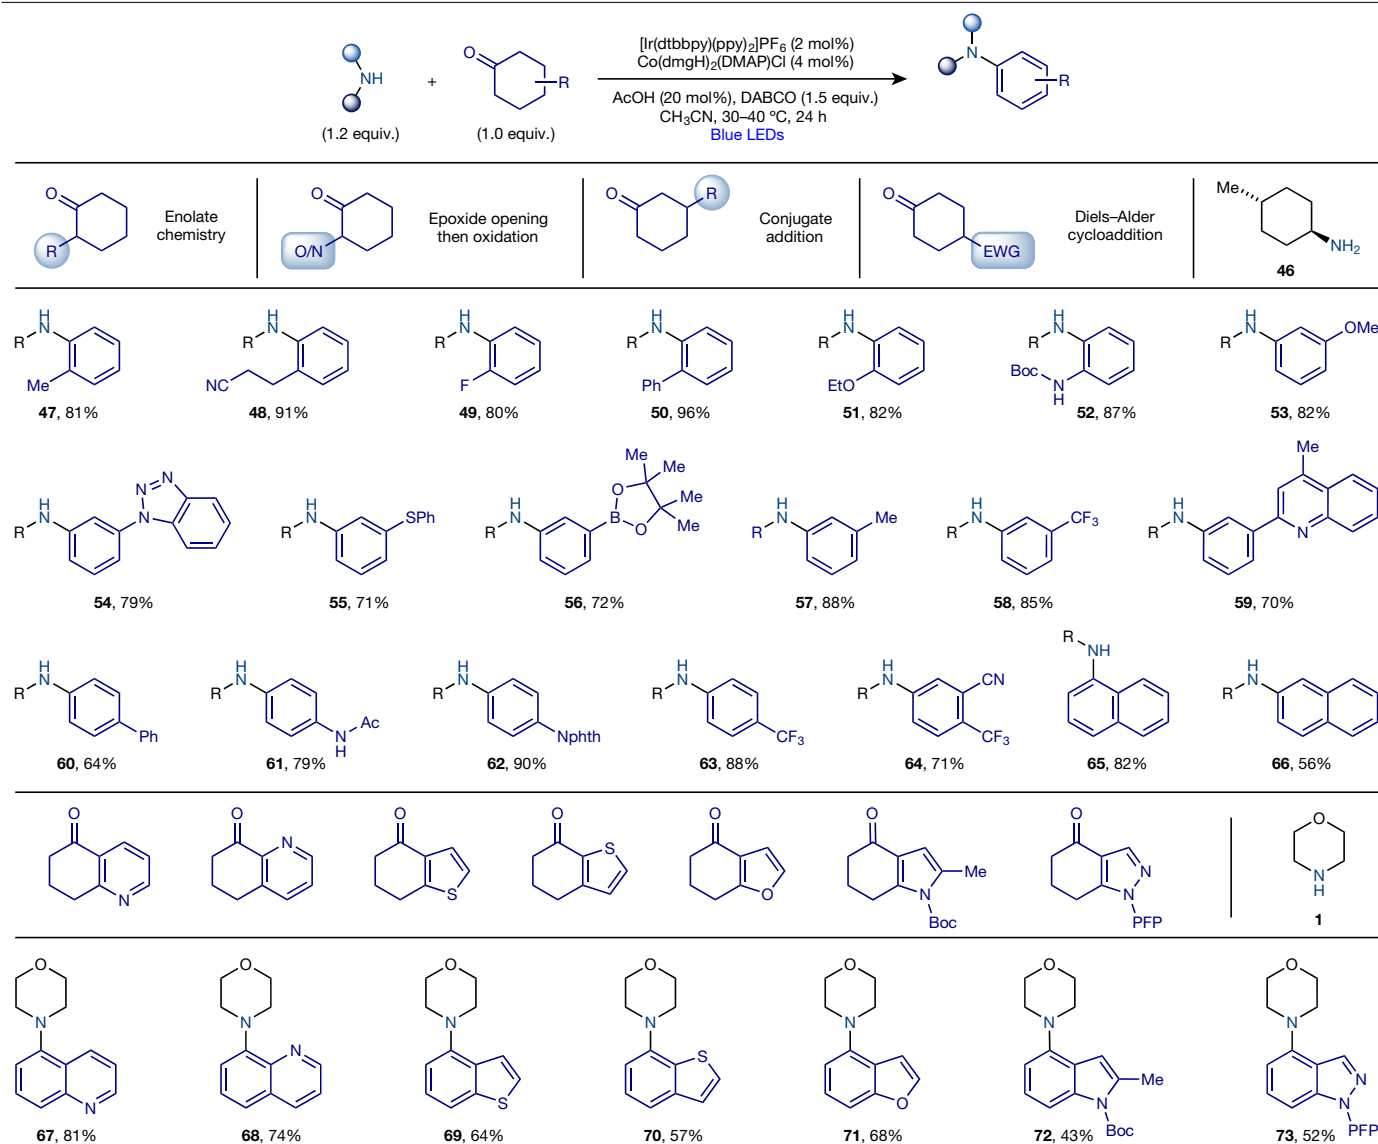 [Ir(dtbbpy)(ppy)2]PF6 (2 mol%)
Co(dmgH)2(DMAP)Cl (4 mol%)
NH
+
O
R
AcOH (20 mol%), DABCO (1.5 equiv.)
CH3CN, 30–40 ºC, 24 h
Blue LEDs
N
R
(1.2 equiv.)
(1.0 equiv.)
O
R
Enolate
chemistry
O
O/N
Epoxide opening
then oxidation
O
R
Conjugate
addition
O
EWG
Diels–Alder
cycloaddition
Me
NH2
46
H
N
R
Me
47, 81%
H
N
R
NC
48, 91%
H
N
R
F
49, 80%
H
N
R
Ph
50, 96%
H
N
R
EtO
51, 82%
H
N
R
Boc
N
H
52, 87%
H
N
R
OMe
53, 82%
H
N
R
N
N
N
54, 79%
H
N
R
SPh
55, 71%
H
N
R
B
O
O
Me
Me
Me
Me
56, 72%
H
N
R
Me
57, 88%
H
N
R
CF3
58, 85%
H
N
R
Me
N
59, 70%
H
N
R
Ph
60, 64%
H
N
R
Ac
N
H
61, 79%
H
N
R
Nphth
62, 90%
H
N
R
CF3
63, 88%
H
N
R
CN
CF3
64, 71%
R
NH
65, 82%
H
N
R
66, 56%
O
N
O
N
O
S
O
S
O
O
O
Me
N
Boc
O
N
N
PFP
O
N
H
1
O
N
N
67, 81%
O
N
N
68, 74%
O
N
S
69, 64%
O
N
S
70, 57%
O
N
O
71, 68%
O
N
Me
N
Boc
72, 43%
O
N
N
N
PFP
73, 52%